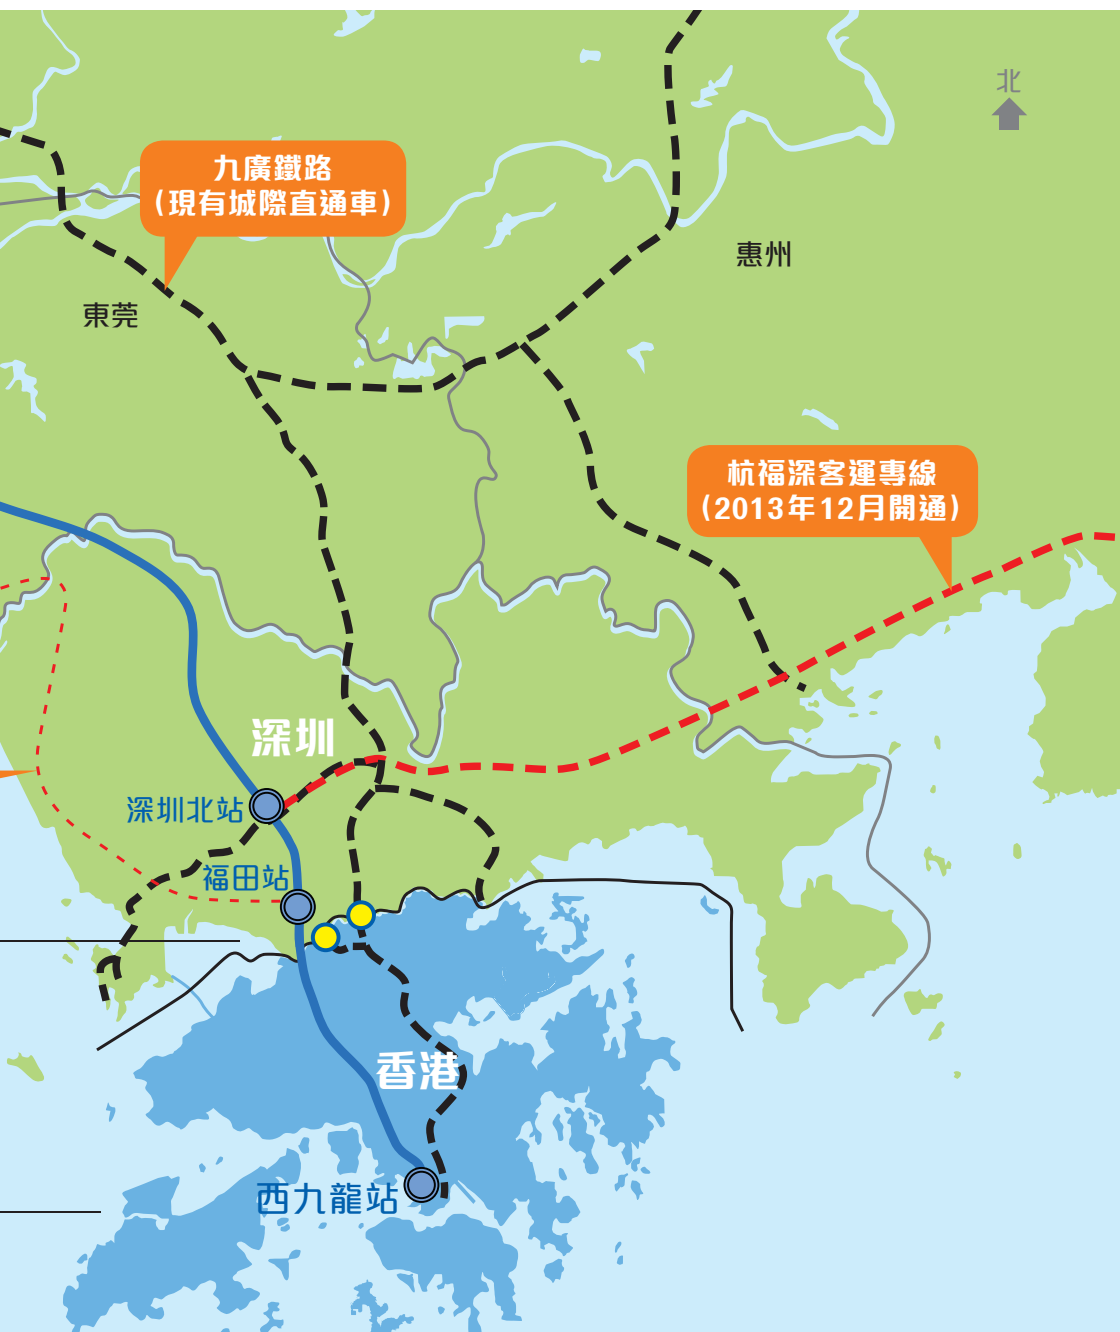 北
九廣鐵路
(現有城際直通車)
惠州
東莞
杭福深客運專線
(2013年12月開通)
深圳
深圳北站
福田站
香港
西九龍站